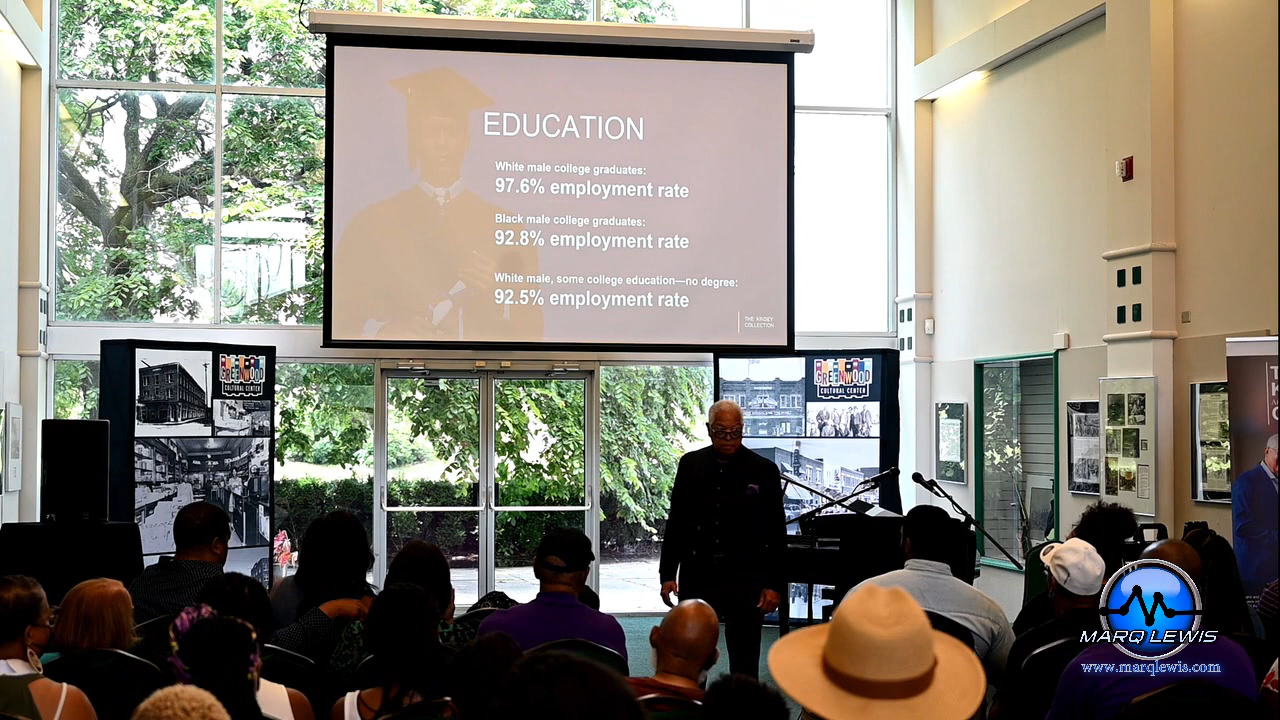 EDUCATION
White male college graduates:
97.6% employment rate
Black male college graduates:
92.8% employment rate
White male, some college education—no degree:
92.5% employment rate
THE KINSEY
COLLECTION
GREENWOOD
CULTURAL CENTER
GREENWOOD
CULTURAL CENTER
MARQ LEWIS
www.marqlewis.com